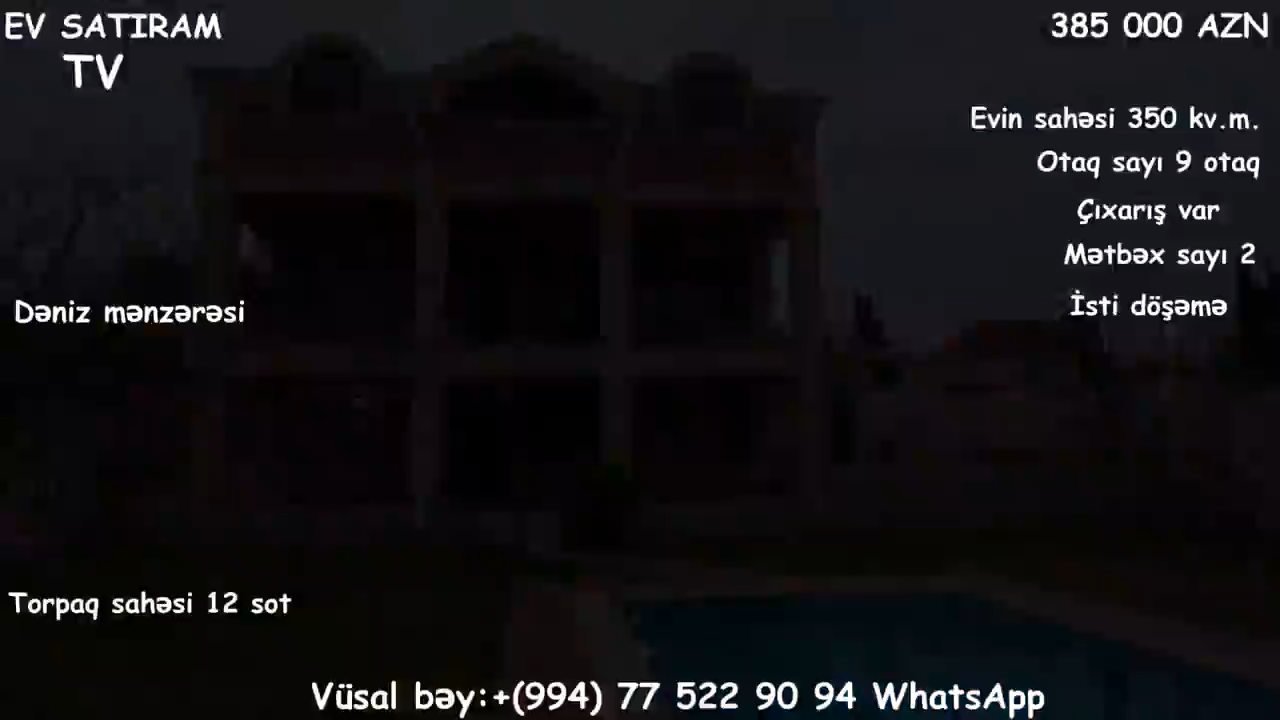 EV SATIRAM
TV
385 000 AZN
Evin sahəsi 350 kv.m.
Otaq sayı 9 otaq
Çıxarış var
Mətbəx sayı 2
İsti döşəmə
Dəniz mənzərəsi
Torpaq sahəsi 12 sot
Vüsal bəy:+(994) 77 522 90 94 WhatsApp